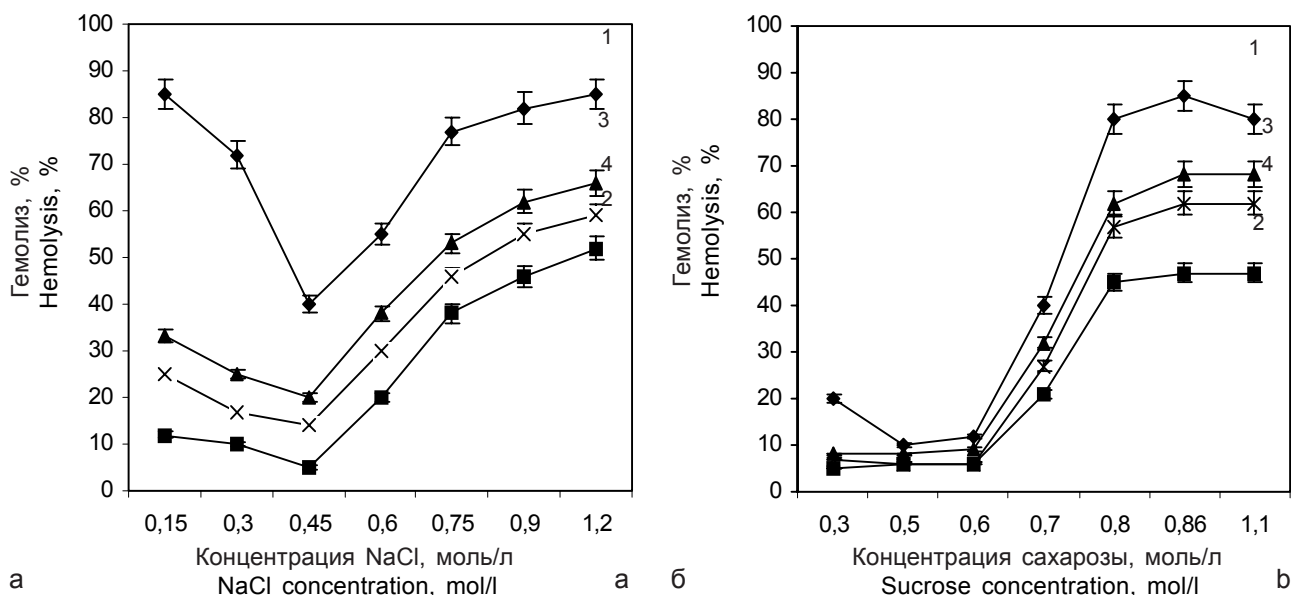 Гемолиз, %
Hemolysis, %
100
90
80
70
60
50
40
30
20
10
0
1
3
4
2
0,15 0,3 0,45 0,6 0,75 0,9 1,2
Концентрация NaCl, моль/л
NaCl concentration, mol/l
а
a
Гемолиз, %
Hemolysis, %
100
90
80
70
60
50
40
30
20
10
0
1
3
4
2
0,3 0,5 0,6 0,7 0,8 0,86 1,1
Концентрация сахарозы, моль/л
Sucrose concentration, mol/l
б
b